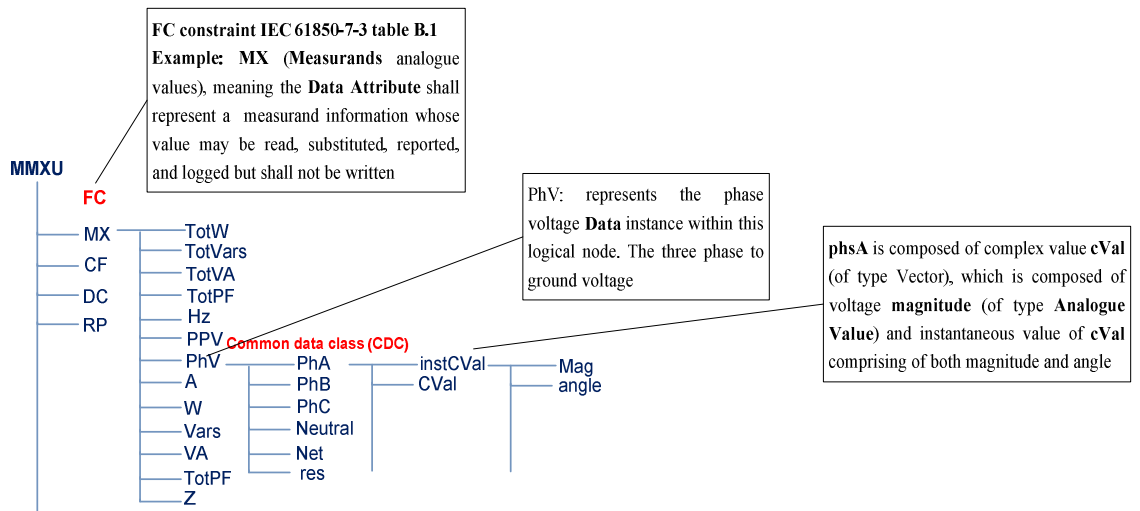 FC constraint IEC 61850-7-3 table B.1
Example: MX (Measurands analogue
values), meaning the Data Attribute shall
represent a measurand information whose
value may be read, substituted, reported,
and logged but shall not be written
MMXU
FC
MX
CF
DC
RP
TotW
TotVars
TotVA
TotPF
Hz
PPV
PhV
A
W
Vars
VA
TotPF
Z
PhV: represents the phase
voltage Data instance within this
logical node. The three phase to
ground voltage
Common data class (CDC)
PhA
PhB
PhC
Neutral
Net
res
instCVal
CVal
Mag
angle
phsA is composed of complex value cVal
(of type Vector), which is composed of
voltage magnitude (of type Analogue
Value) and instantaneous value of cVal
comprising of both magnitude and angle